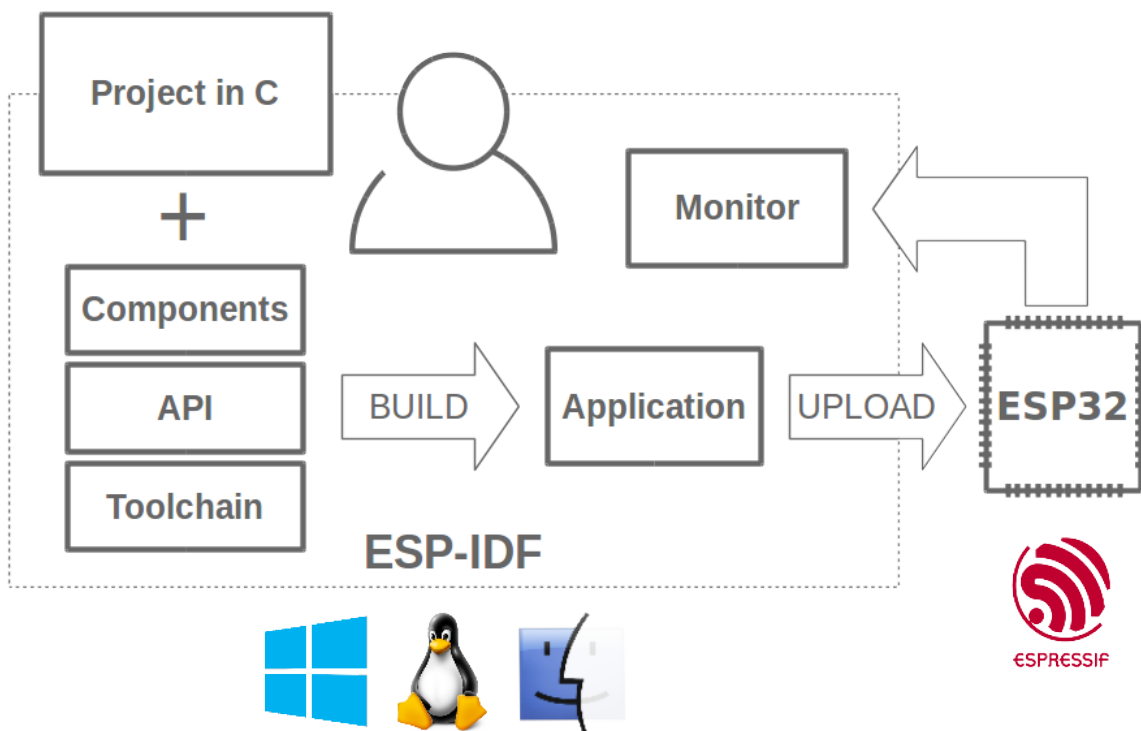 Project in C
+
Components
API
Toolchain
BUILD
Application
UPLOAD
Monitor
ESP32
ESP-IDF
ESPRESSIF